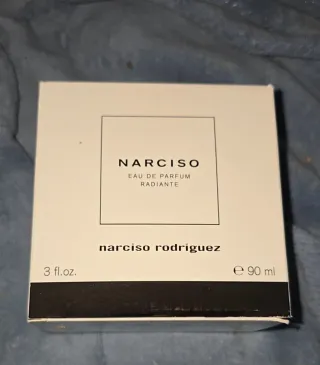 NARCISO
EAU DE PARFUM
RADIANTE
narciso rodriguez
3 fl.oz. ℮ 90 ml